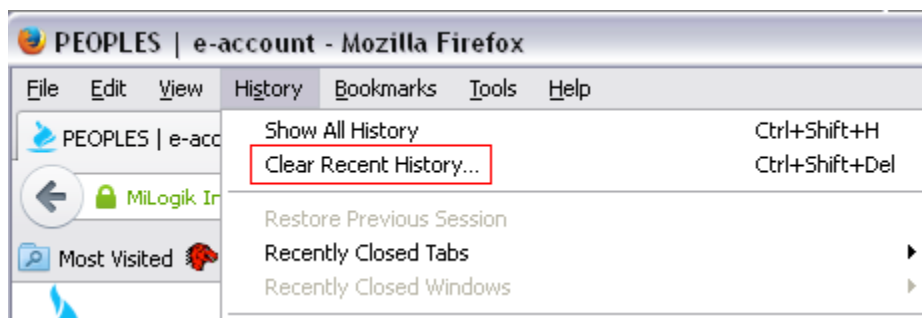 PEOPLES | e-account - Mozilla Firefox
File Edit View History Bookmarks Tools Help
PEOPLES | e-acc
Show All History Ctrl+Shift+H
Clear Recent History... Ctrl+Shift+Del
MiLogik In
Restore Previous Session
Most Visited
Recently Closed Tabs
Recently Closed Windows